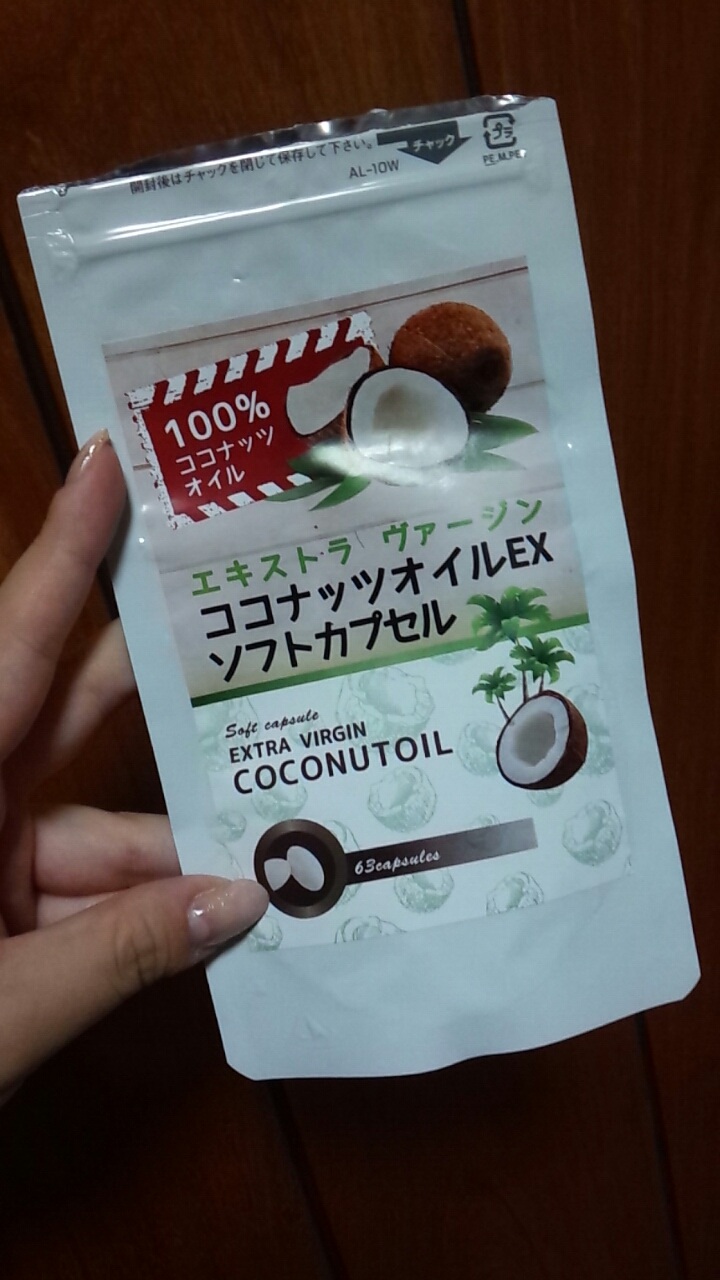 開封後はチャックを閉じて保存して下さい。
チャック
プラ
PE,M,PE
AL-10W
100%
ココナッツ
オイル
エキストラ ヴァージン
ココナッツオイルEX
ソフトカプセル
Soft capsule
EXTRA VIRGIN
COCONUTOIL
63capsules